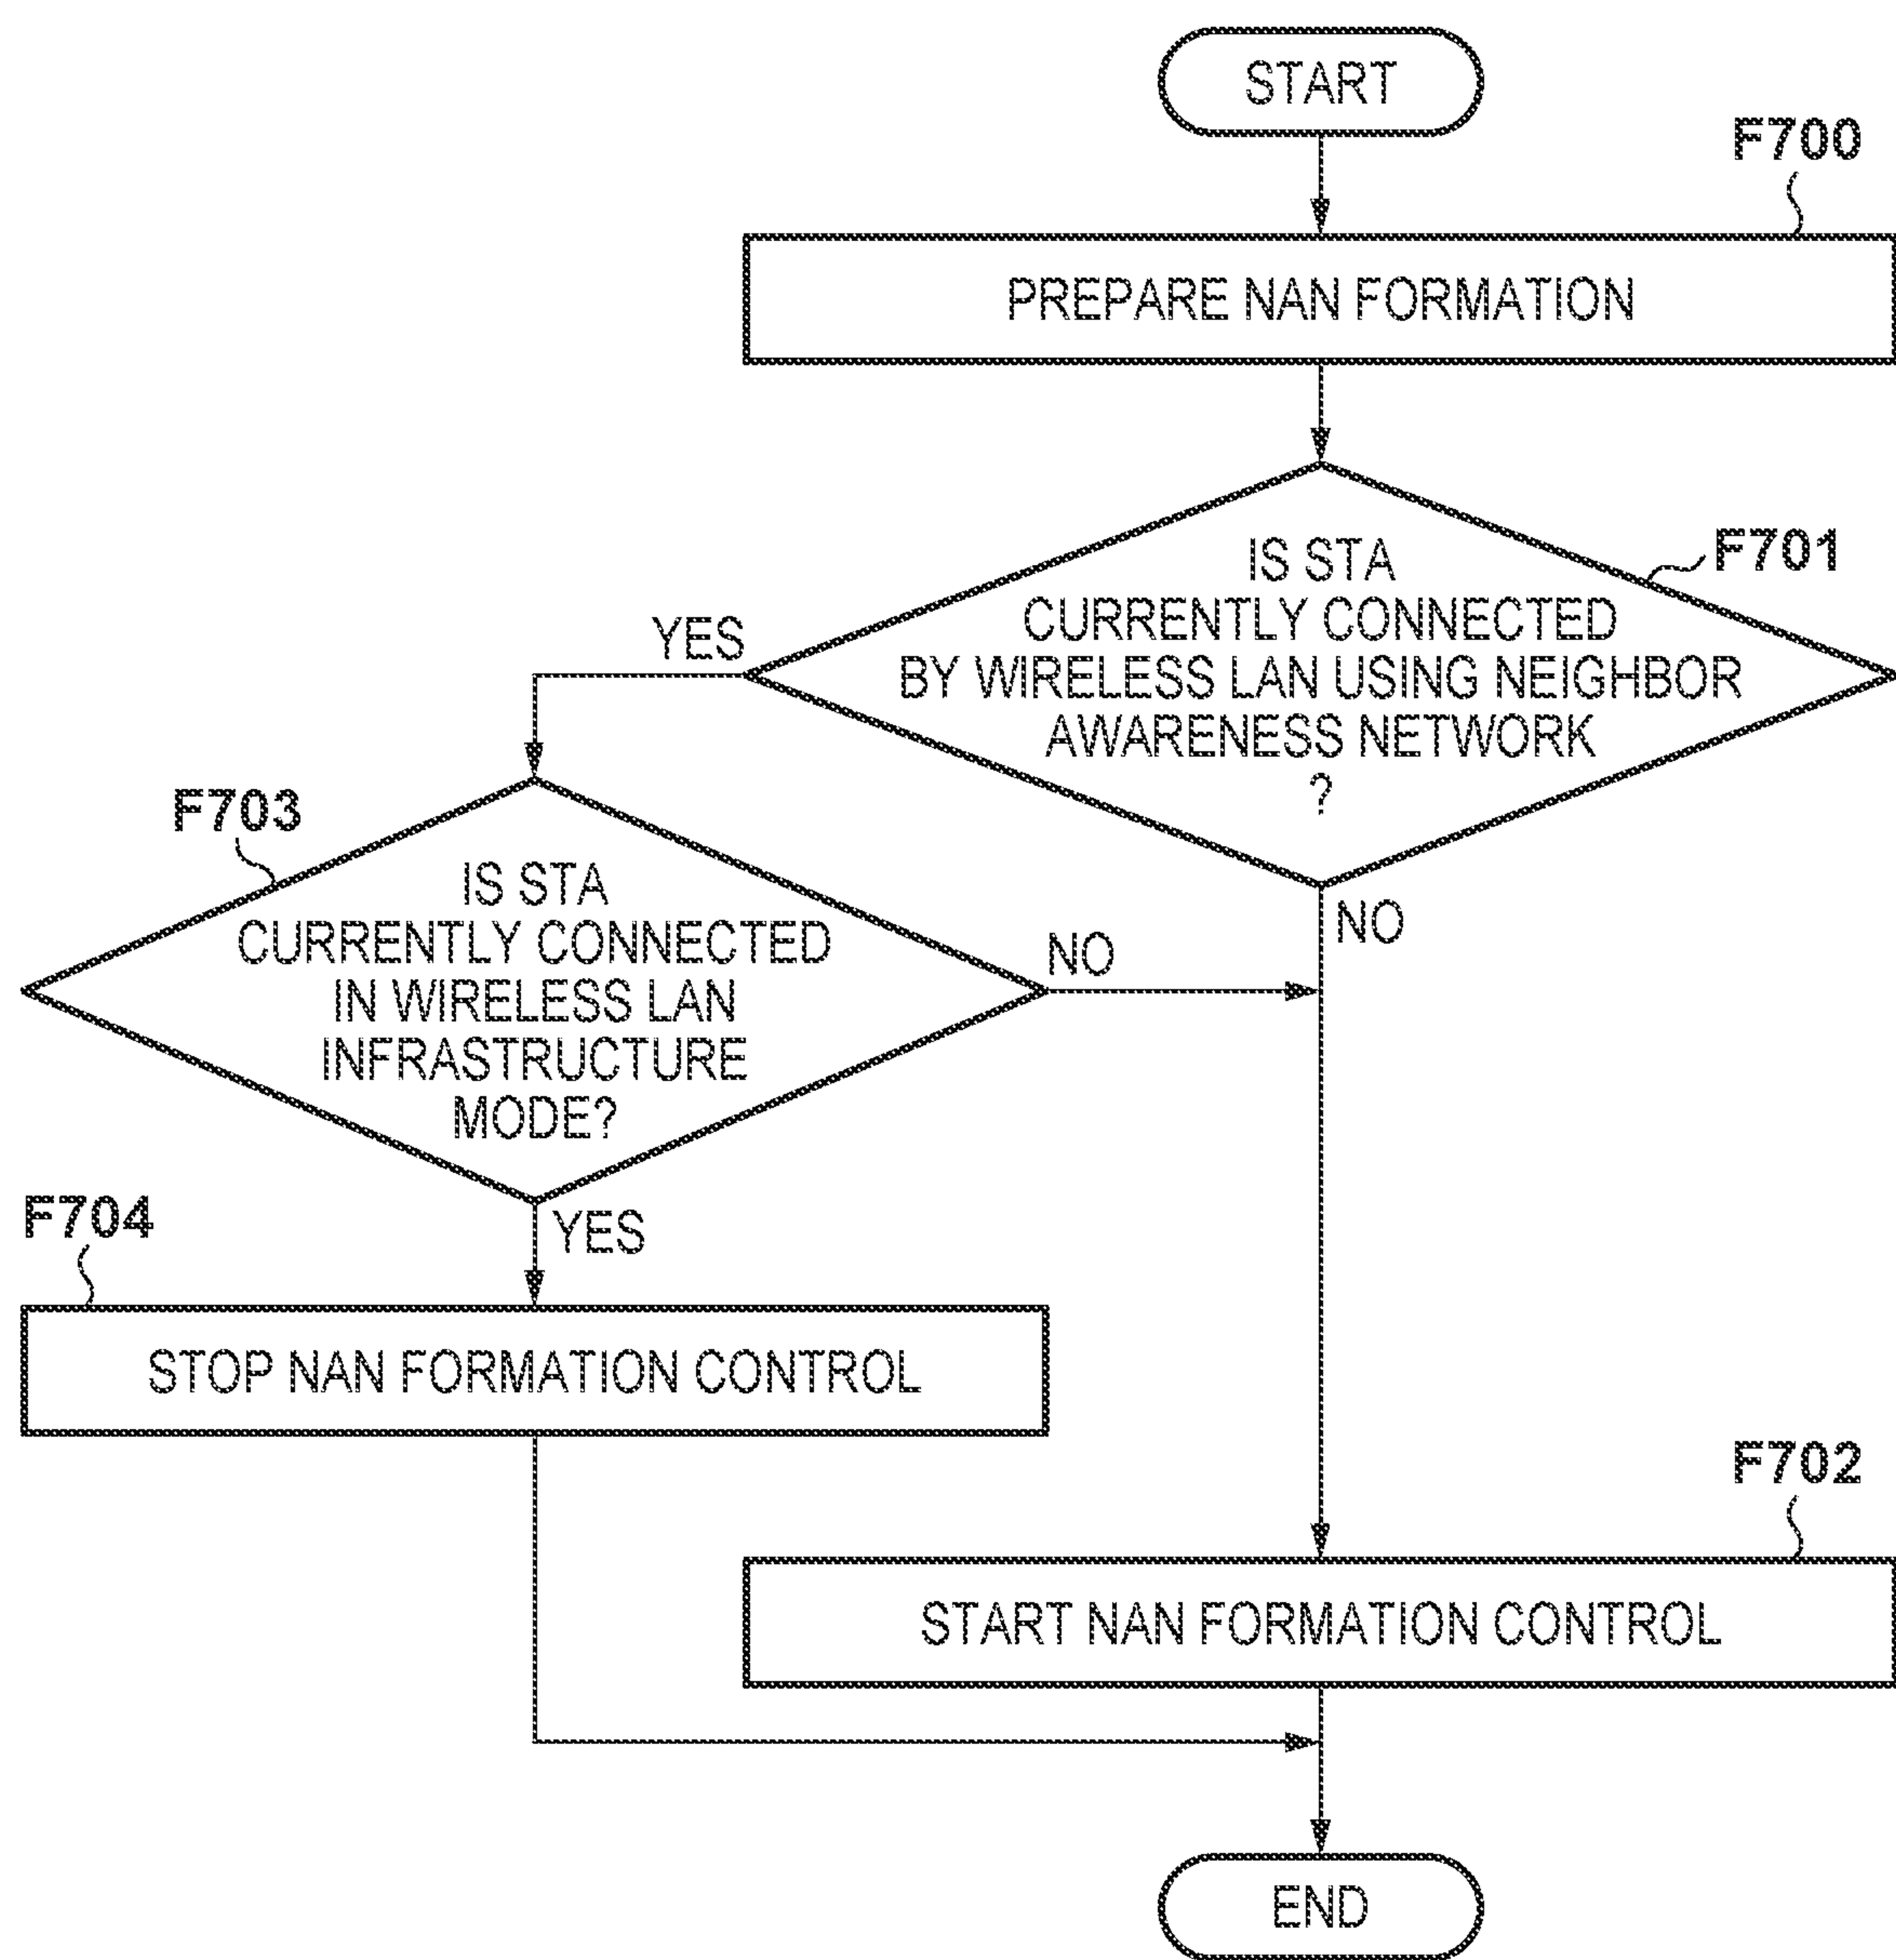 START
F700
PREPARE NAN FORMATION
F701
IS STA
CURRENTLY CONNECTED
BY WIRELESS LAN USING NEIGHBOR
AWARENESS NETWORK
?
YES
NO
F703
IS STA
CURRENTLY CONNECTED
IN WIRELESS LAN
INFRASTRUCTURE
MODE?
NO
YES
F704
STOP NAN FORMATION CONTROL
F702
START NAN FORMATION CONTROL
END